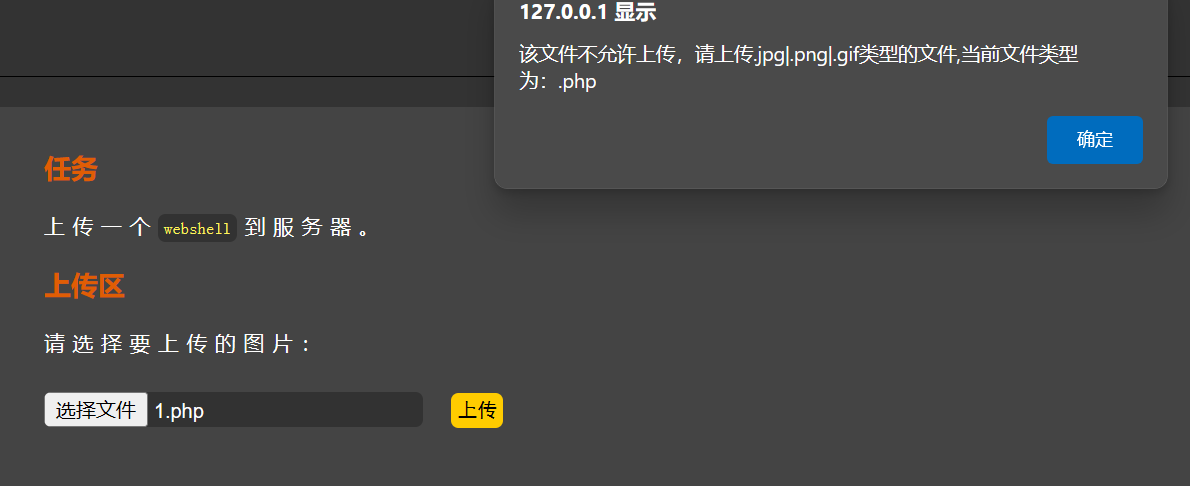 127.0.0.1 显示
该文件不允许上传，请上传.jpg|.png|.gif类型的文件,当前文件类型
为：.php
确定
任务
上传一个 webshell 到服务器。
上传区
请选择要上传的图片：
选择文件 1.php 上传